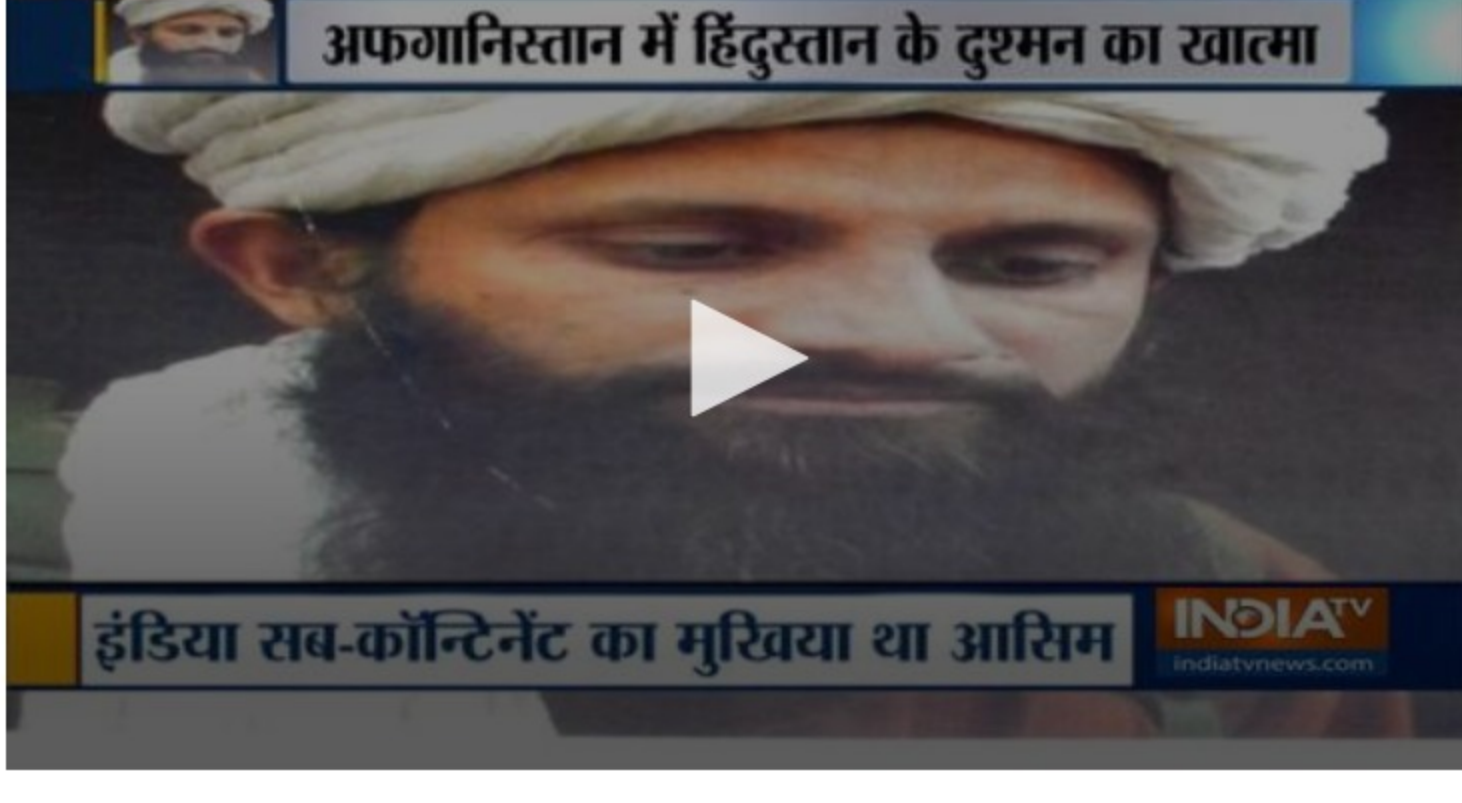 अफगानिस्तान में हिंदुस्तान के दुश्मन का खात्मा
इंडिया सब-कॉन्टिनेंट का मुखिया था आसिम
INDIA TV
indiatvnews.com